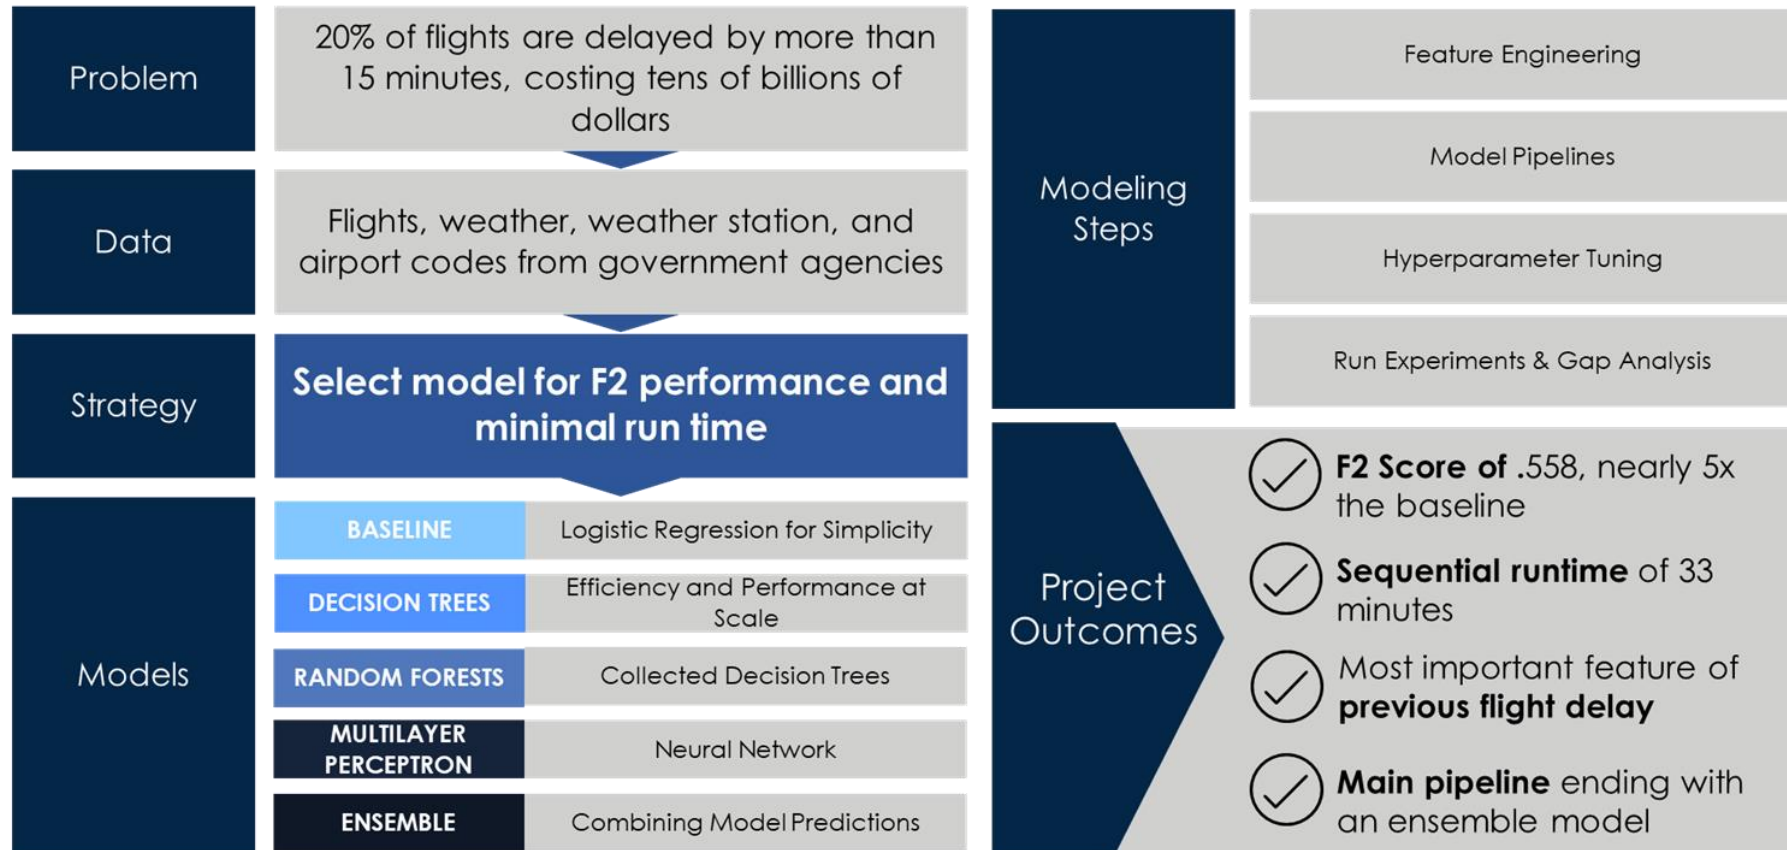 Problem
20% of flights are delayed by more than
15 minutes, costing tens of billions of
dollars
Data
Flights, weather, weather station, and
airport codes from government agencies
Strategy
Select model for F2 performance and
minimal run time
Models
BASELINE
Logistic Regression for Simplicity
DECISION TREES
Efficiency and Performance at
Scale
RANDOM FORESTS
Collected Decision Trees
MULTILAYER
PERCEPTRON
Neural Network
ENSEMBLE
Combining Model Predictions
Modeling
Steps
Feature Engineering
Model Pipelines
Hyperparameter Tuning
Run Experiments & Gap Analysis
Project
Outcomes
F2 Score of .558, nearly 5x
the baseline
Sequential runtime of 33
minutes
Most important feature of
previous flight delay
Main pipeline ending with
an ensemble model